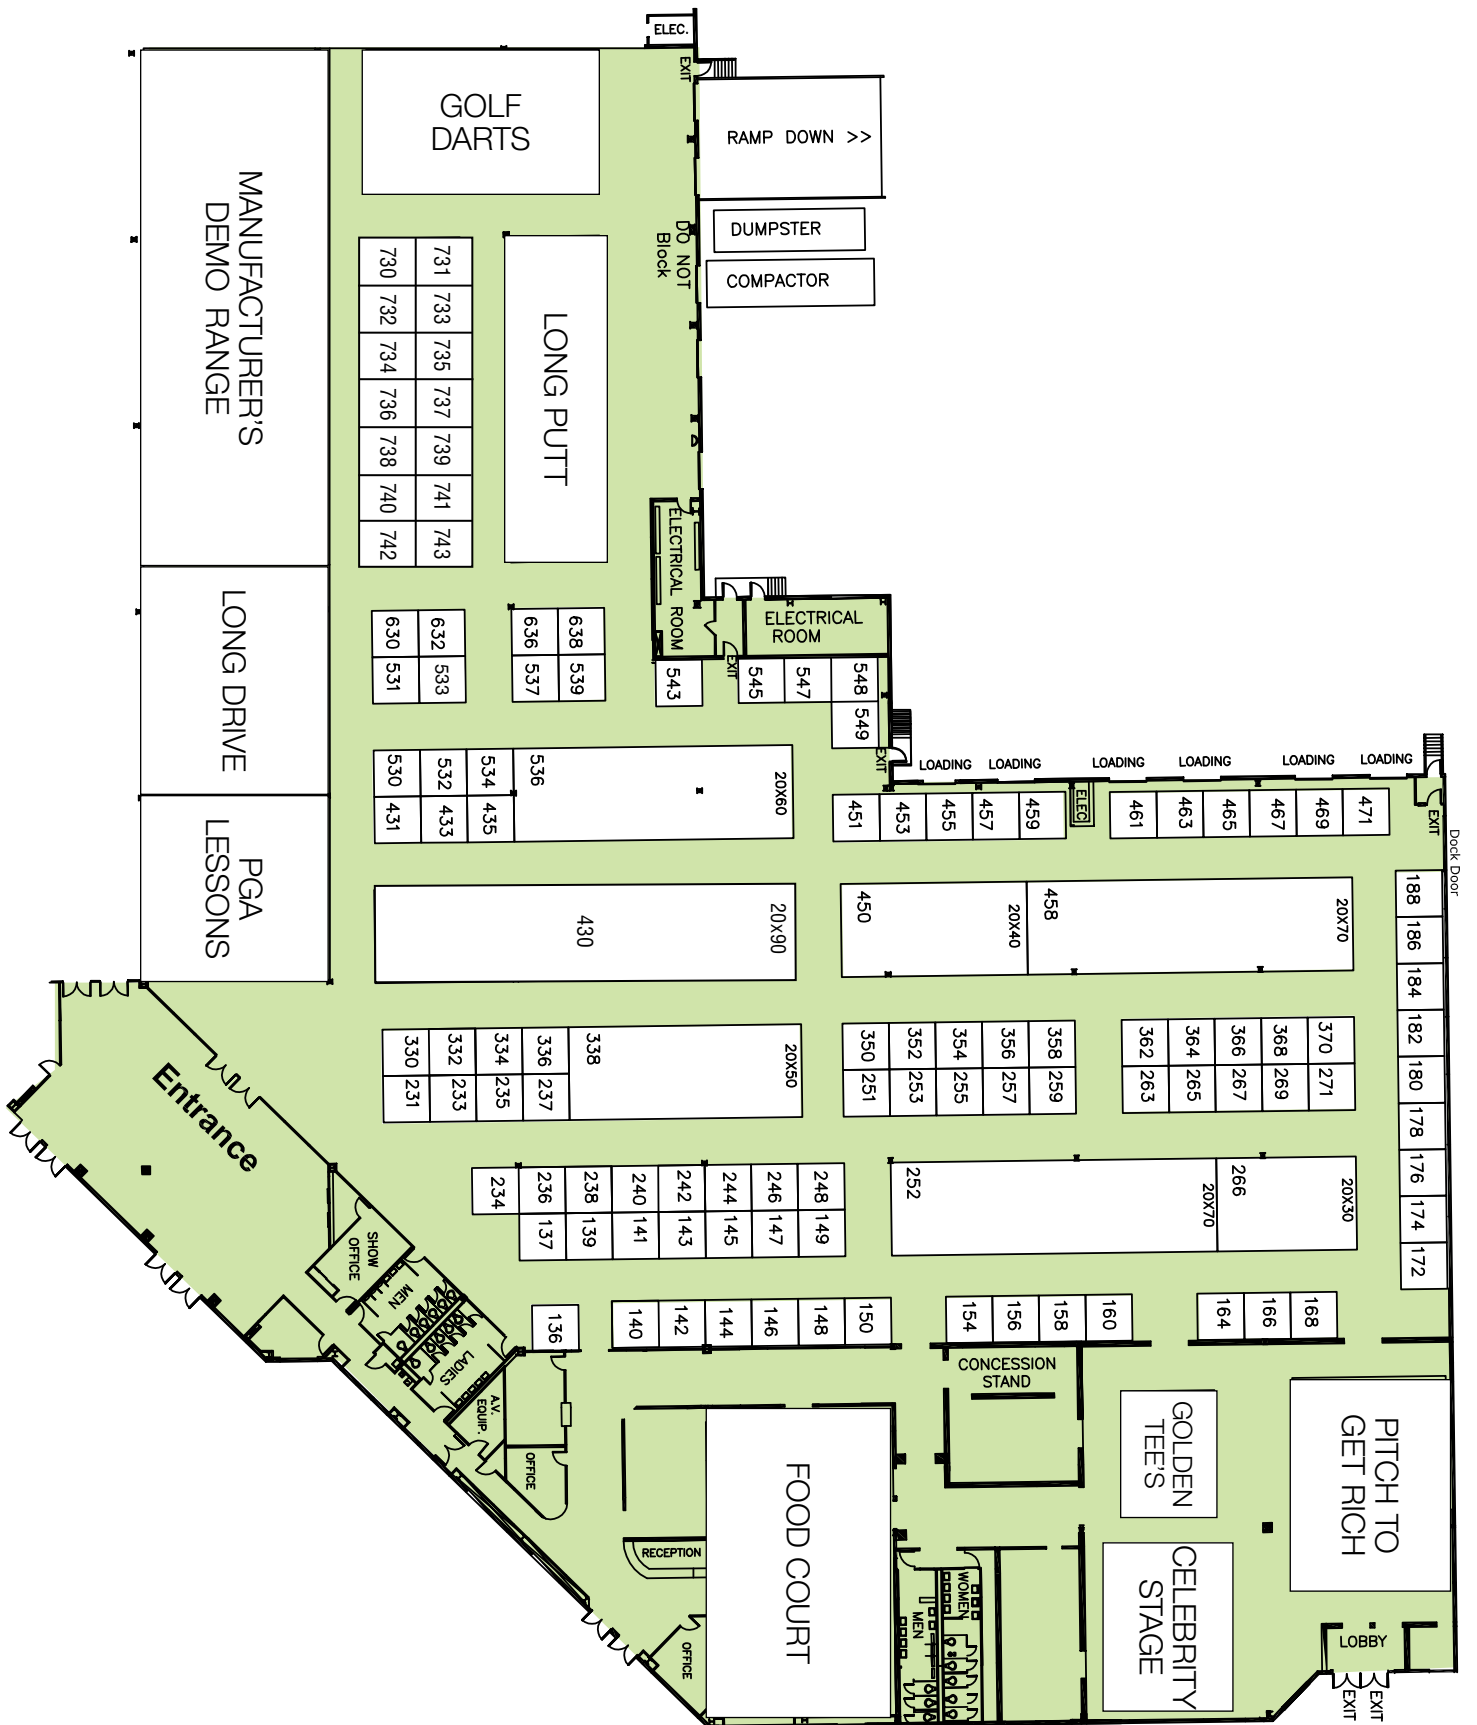 ELEC.
EXIT
GOLF
DARTS
RAMP DOWN >>
MANUFACTURER'S
DEMO RANGE
DO NOT
Block
DUMPSTER
COMPACTOR
730
731
732
733
734
735
736
737
738
739
740
741
742
743
LONG PUTT
ELECTRICAL ROOM
ELECTRICAL
ROOM
EXIT
LONG DRIVE
630
632
636
638
531
533
537
539
543
545
547
548
549
EXIT
LOADING
LOADING
LOADING
LOADING
LOADING
LOADING
530
532
534
536
20X60
431
433
435
451
453
455
457
459
ELEC
461
463
465
467
469
471
EXIT
Dock Door
PGA
LESSONS
430
20x90
450
20X40
458
20X70
188
186
184
182
180
178
176
174
172
330
332
334
336
338
20X50
231
233
235
237
350
352
354
356
358
251
253
255
257
259
362
364
366
368
370
263
265
267
269
271
Entrance
234
236
238
240
242
244
246
248
137
139
141
143
145
147
149
252
20X70
266
20X30
SHOW
OFFICE
MEN
LADIES
136
140
142
144
146
148
150
154
156
158
160
164
166
168
CONCESSION
STAND
A.V.
EQUIP.
OFFICE
GOLDEN
TEE'S
PITCH TO
GET RICH
FOOD COURT
RECEPTION
OFFICE
WOMEN
MEN
CELEBRITY
STAGE
LOBBY
EXIT
EXIT